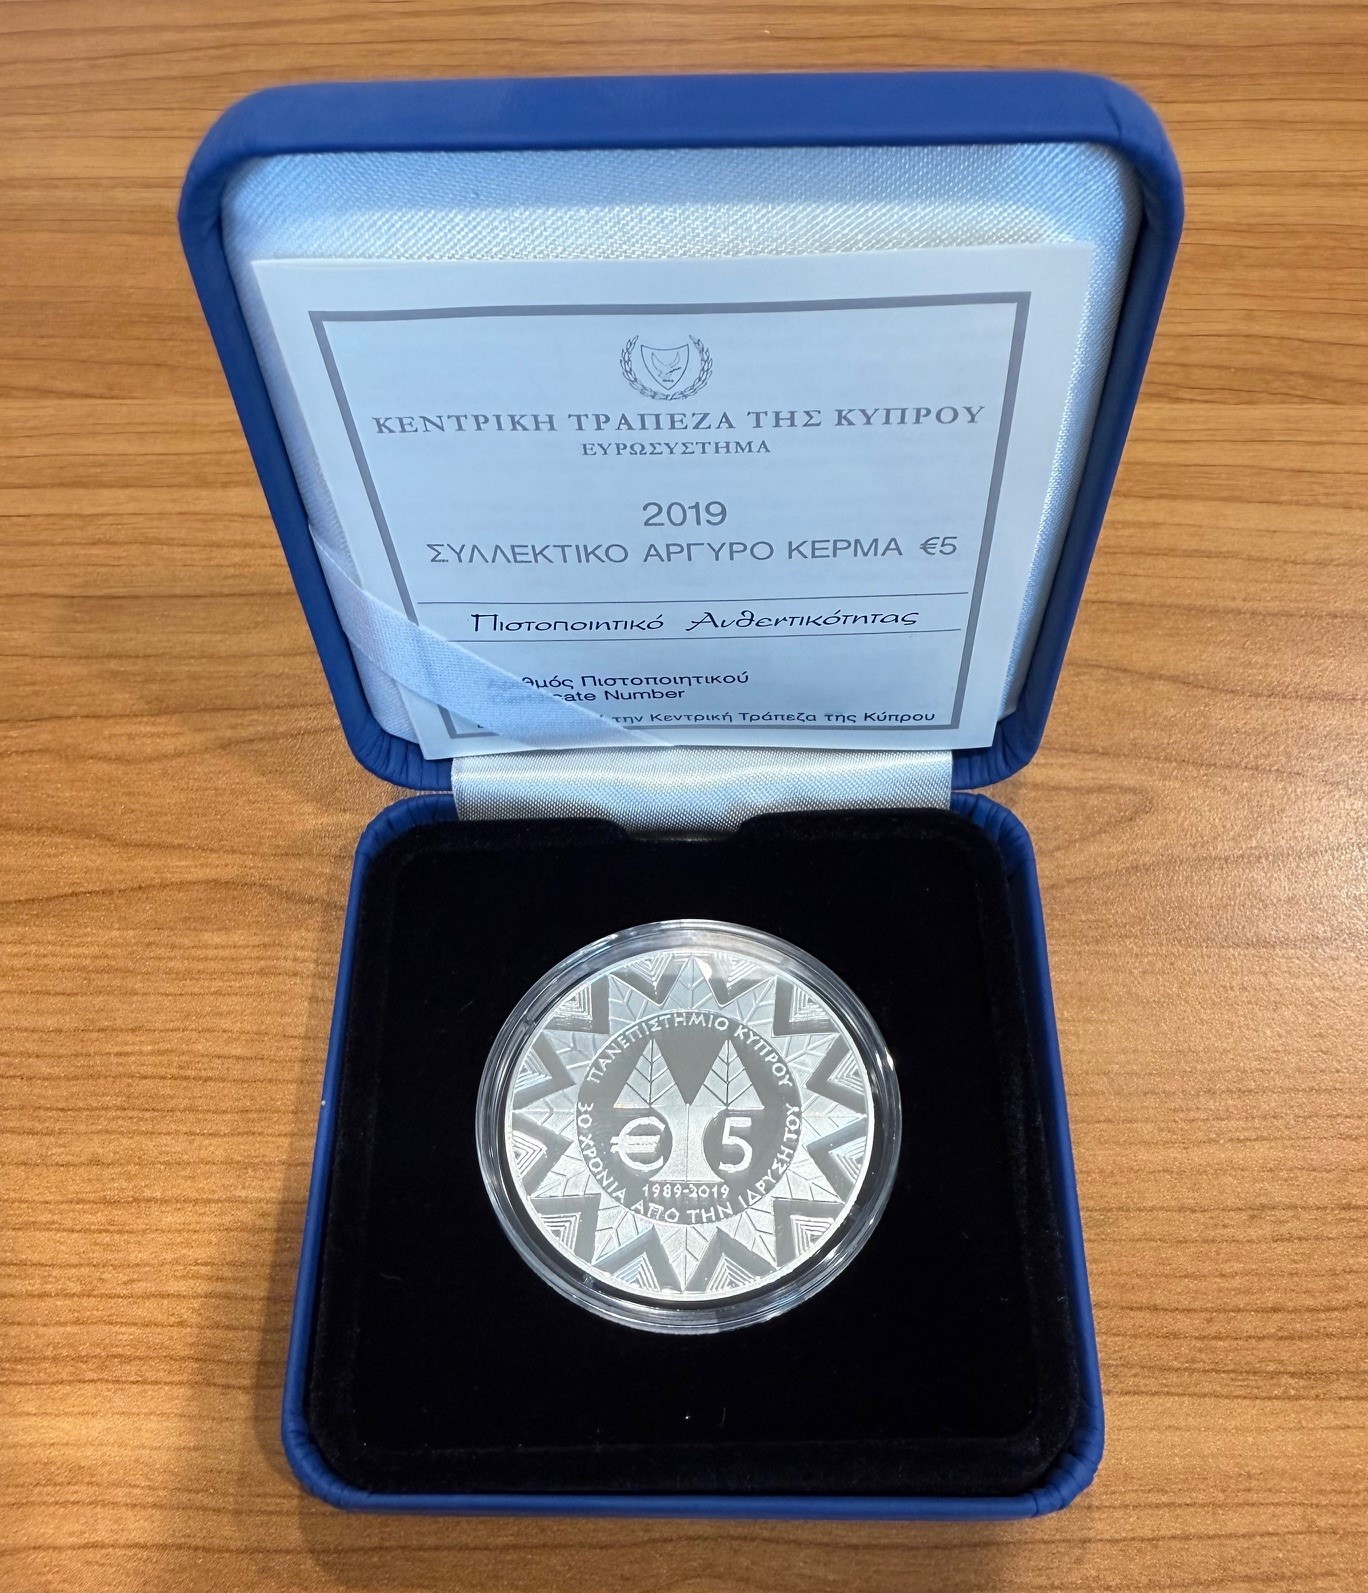 ΚΕΝΤΡΙΚΗ ΤΡΑΠΕΖΑ ΤΗΣ ΚΥΠΡΟΥ
ΕΥΡΩΣΥΣΤΗΜΑ
2019
ΣΥΛΛΕΚΤΙΚΟ ΑΡΓΥΡΟ ΚΕΡΜΑ €5
Πιστοποιητικό Αυθεντικότητας
Πιστοποιητικού
Number
την Κεντρική Τράπεζα της Κύπρου
ΠΑΝΕΠΙΣΤΗΜΙΟ ΚΥΠΡΟΥ
€ 5
1989-2019
30 ΧΡΟΝΙΑ ΑΠΟ ΤΗΝ ΙΔΡΥΣΗ ΤΟΥ